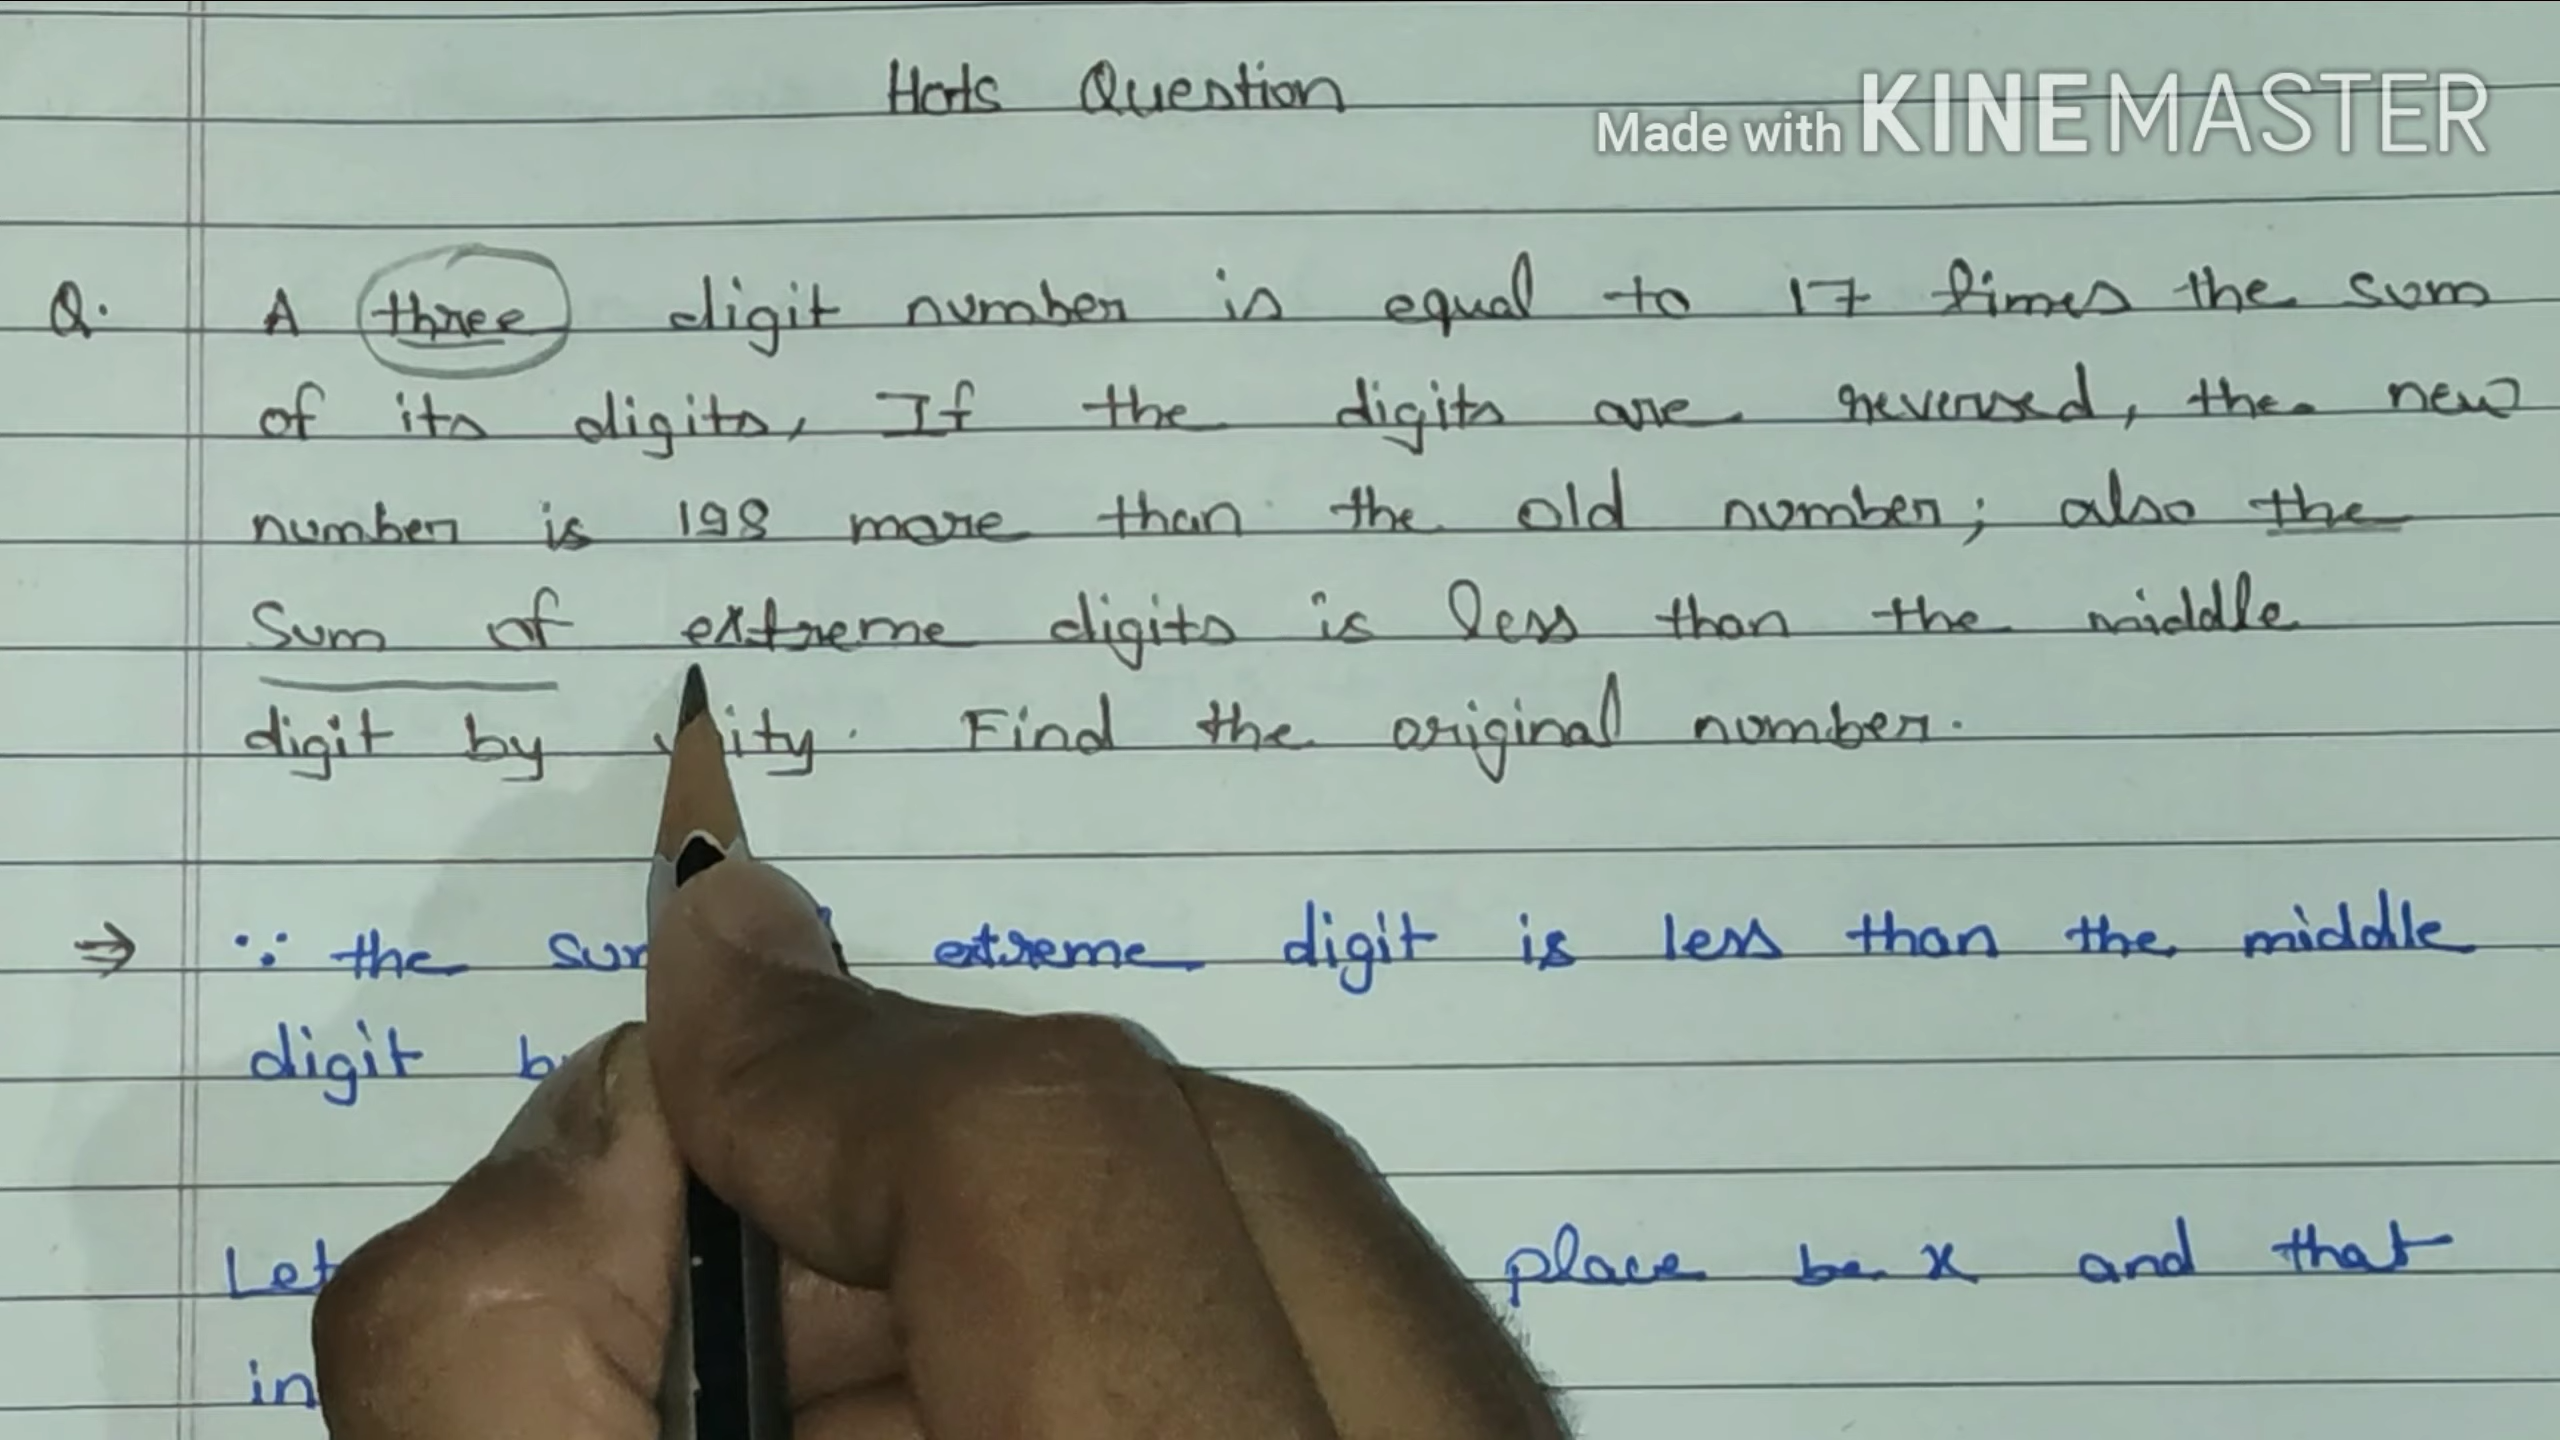 Hots Question
Made with KINEMASTER
Q. A three digit number is equal to 17 times the sum
of its digits, If the digits are reversed, the new
number is 198 more than the old number; also the
Sum of extreme digits is less than the middle
digit by unity. Find the original number.
⇒ ∵ the sum extreme digit is less than the middle
digit
Let place be x and that
in